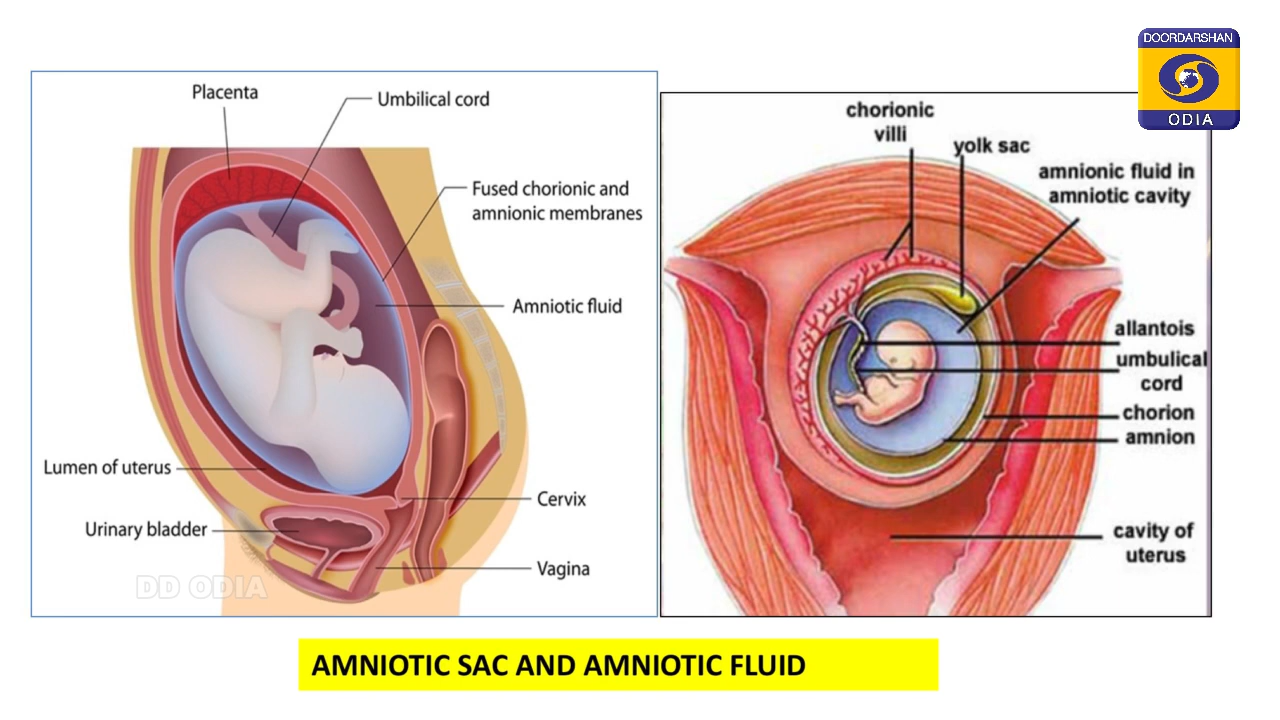 DOORDARSHAN
ODIA
Placenta
Umbilical cord
Fused chorionic and
amnionic membranes
Amniotic fluid
Lumen of uterus
Cervix
Urinary bladder
Vagina
DD ODIA
chorionic
villi
yolk sac
amnionic fluid in
amniotic cavity
allantois
umbulical
cord
chorion
amnion
cavity of
uterus
AMNIOTIC SAC AND AMNIOTIC FLUID